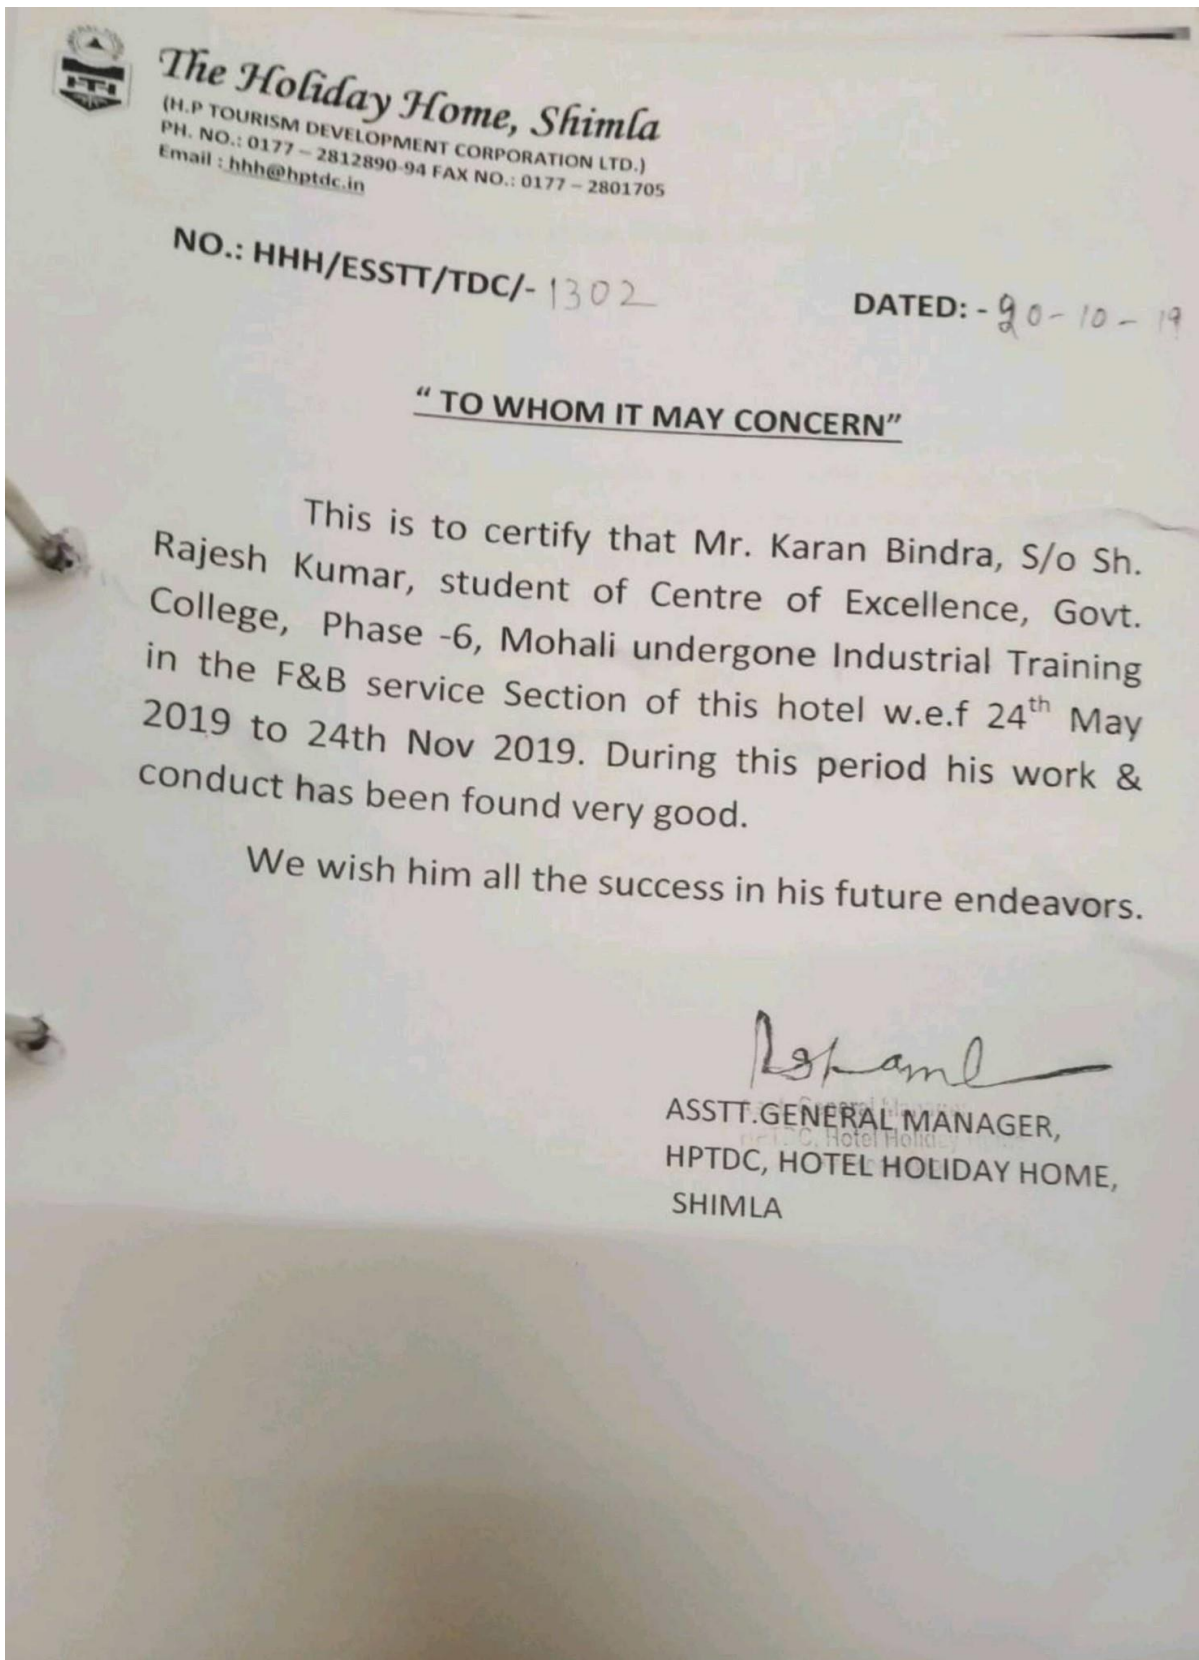 The Holiday Home, Shimla
(H.P TOURISM DEVELOPMENT CORPORATION LTD.)
PH. NO.: 0177 – 2812890-94 FAX NO.: 0177 – 2801705
Email : hhh@hptdc.in
NO.: HHH/ESSTT/TDC/- 1302
DATED: - 20-10-19
“ TO WHOM IT MAY CONCERN”
This is to certify that Mr. Karan Bindra, S/o Sh.
Rajesh Kumar, student of Centre of Excellence, Govt.
College, Phase -6, Mohali undergone Industrial Training
in the F&B service Section of this hotel w.e.f 24th May
2019 to 24th Nov 2019. During this period his work &
conduct has been found very good.
We wish him all the success in his future endeavors.
ASSTT.GENERAL MANAGER,
HPTDC, HOTEL HOLIDAY HOME,
SHIMLA